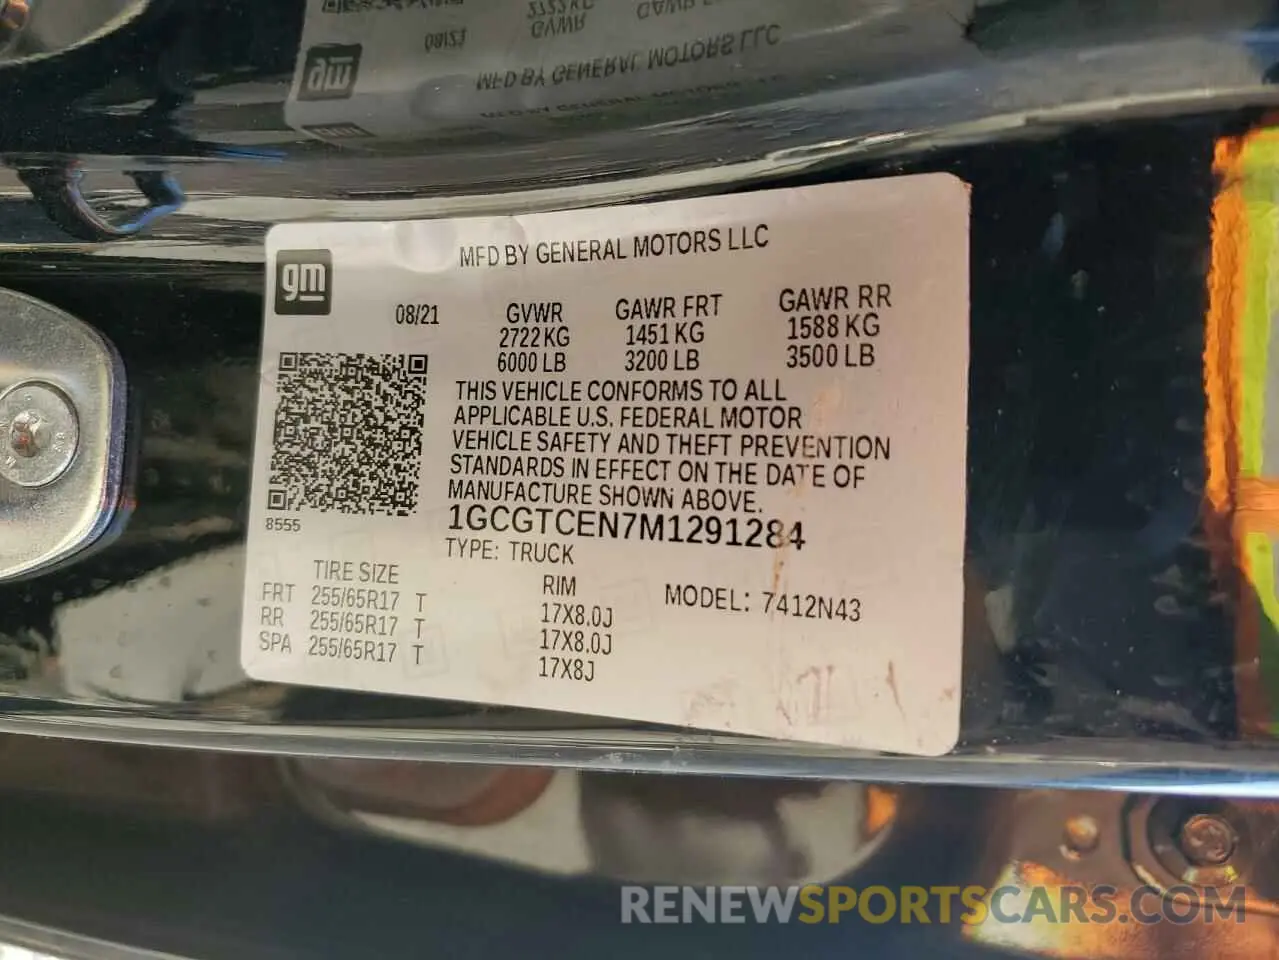 MFD BY GENERAL MOTORS LLC
gm
08/21
GVWR GAWR FRT GAWR RR
2722 KG 1451 KG 1588 KG
6000 LB 3200 LB 3500 LB
THIS VEHICLE CONFORMS TO ALL
APPLICABLE U.S. FEDERAL MOTOR
VEHICLE SAFETY AND THEFT PREVENTION
STANDARDS IN EFFECT ON THE DATE OF
MANUFACTURE SHOWN ABOVE.
8555
1GCGTCEN7M1291284
TYPE: TRUCK
TIRE SIZE RIM MODEL: 7412N43
FRT 255/65R17 T 17X8.0J
RR 255/65R17 T 17X8.0J
SPA 255/65R17 T 17X8J
RENEWSPORTSCARS.COM